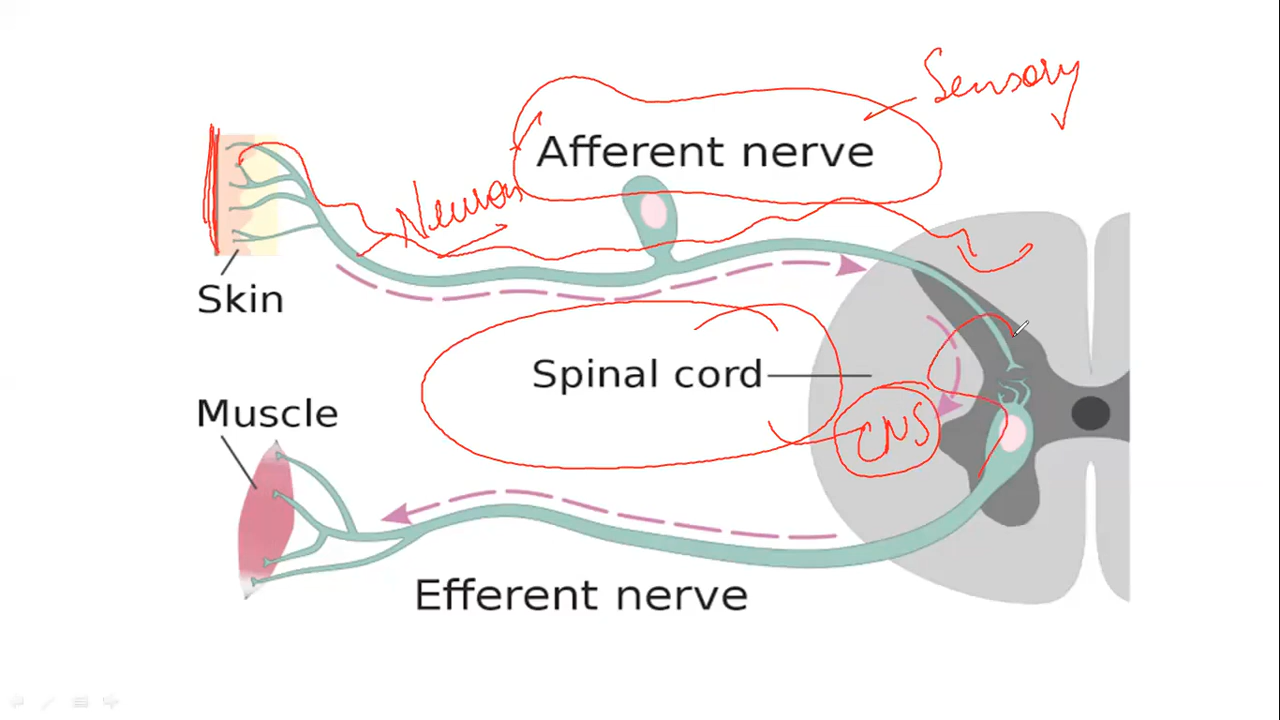 Sensory
Afferent nerve
Neuron
Skin
Spinal cord
Muscle
CNS
Efferent nerve